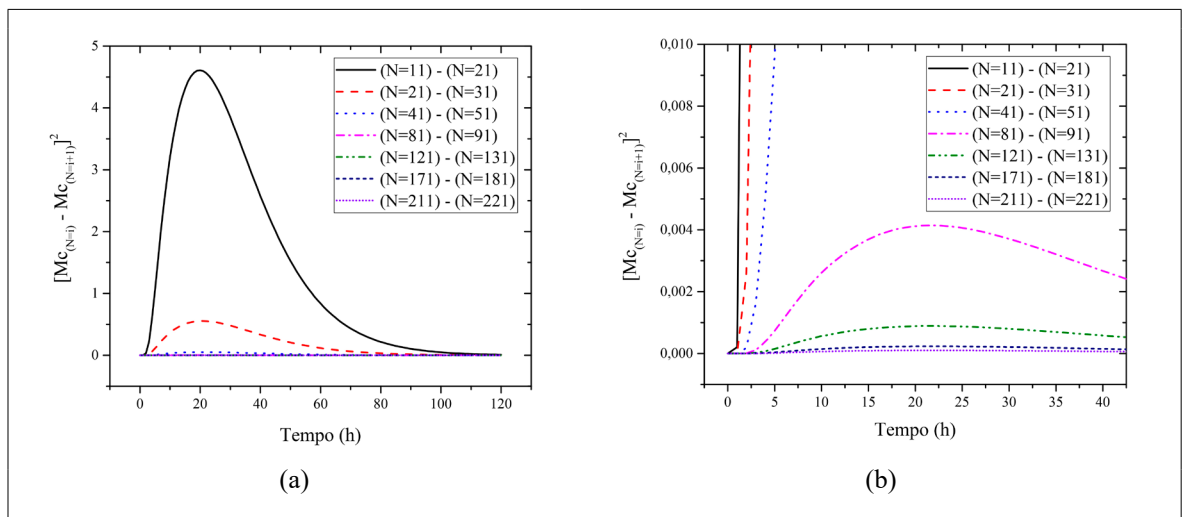 [Mc(N=i) - Mc(N=i+1)]²
5
4
3
2
1
0
0 20 40 60 80 100 120
Tempo (h)
(N=11) - (N=21)
(N=21) - (N=31)
(N=41) - (N=51)
(N=81) - (N=91)
(N=121) - (N=131)
(N=171) - (N=181)
(N=211) - (N=221)
(a)
[Mc(N=i) - Mc(N=i+1)]²
0,010
0,008
0,006
0,004
0,002
0,000
0 5 10 15 20 25 30 35 40
Tempo (h)
(N=11) - (N=21)
(N=21) - (N=31)
(N=41) - (N=51)
(N=81) - (N=91)
(N=121) - (N=131)
(N=171) - (N=181)
(N=211) - (N=221)
(b)